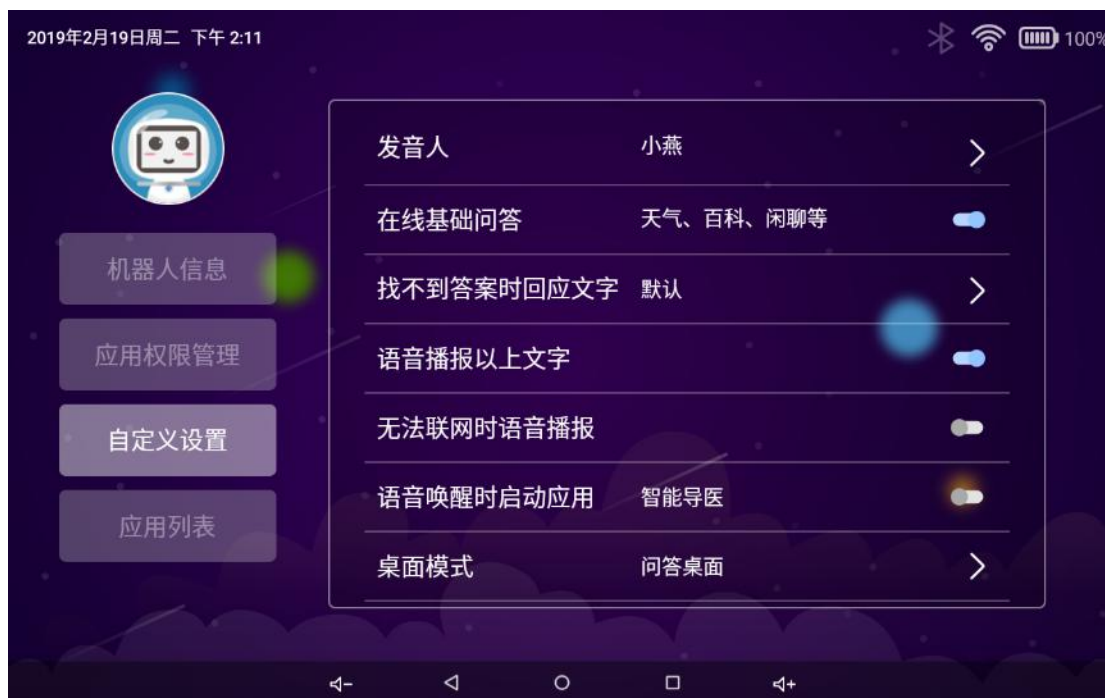 2019年2月19日周二 下午 2:11
100%
机器人信息
应用权限管理
自定义设置
应用列表
发音人 小燕
在线基础问答 天气、百科、闲聊等
找不到答案时回应文字 默认
语音播报以上文字
无法联网时语音播报
语音唤醒时启动应用 智能导医
桌面模式 问答桌面